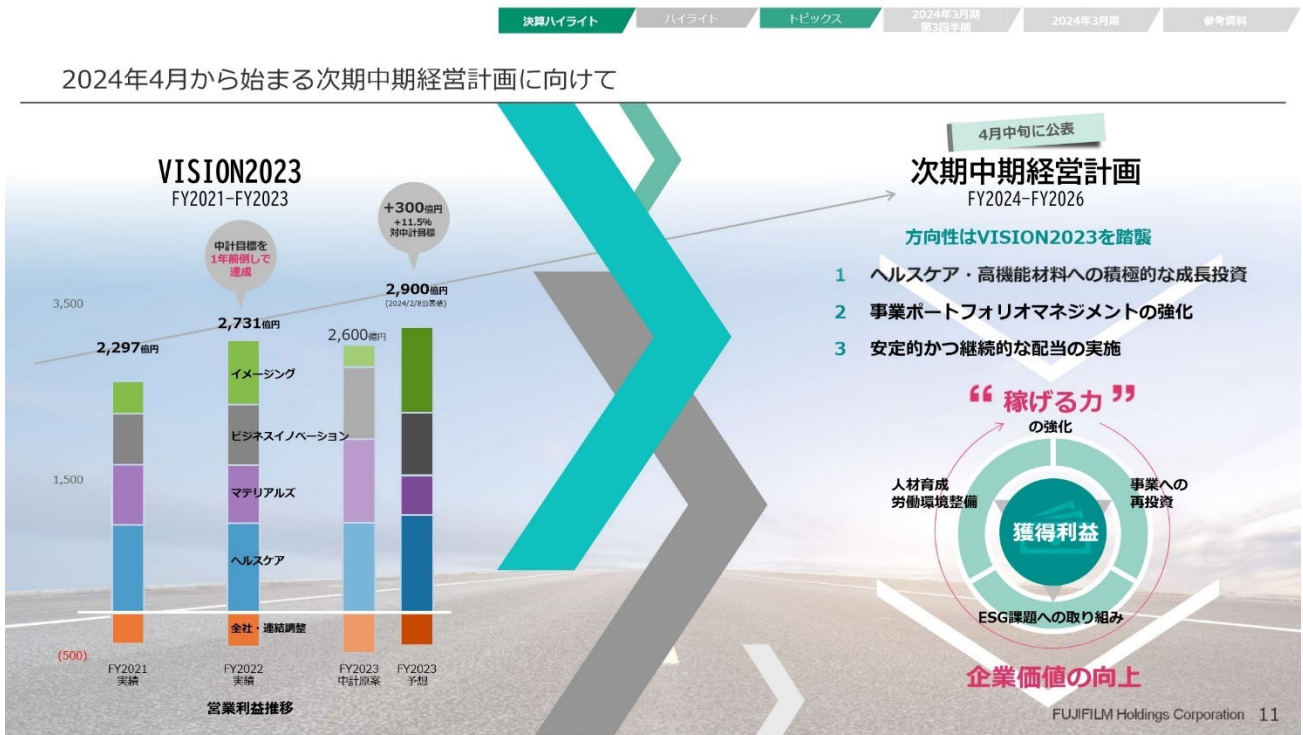 決算ハイライト
ハイライト
トピックス
2024年3月期
第3四半期
2024年3月期
参考資料
2024年4月から始まる次期中期経営計画に向けて
VISION2023
FY2021-FY2023
中計目標を
1年前倒しで
達成
+300億円
+11.5%
対中計目標
3,500
1,500
(500)
2,297億円
2,731億円
2,600億円
2,900億円
(2024/2/8公表値)
イメージング
ビジネスイノベーション
マテリアルズ
ヘルスケア
全社・連結調整
FY2021
実績
FY2022
実績
FY2023
中計原案
FY2023
予想
営業利益推移
4月中旬に公表
次期中期経営計画
FY2024-FY2026
方向性はVISION2023を踏襲
1 ヘルスケア・高機能材料への積極的な成長投資
2 事業ポートフォリオマネジメントの強化
3 安定的かつ継続的な配当の実施
“ 稼げる力 ”
の強化
人材育成
労働環境整備
事業への
再投資
獲得利益
ESG課題への取り組み
企業価値の向上
FUJIFILM Holdings Corporation 11